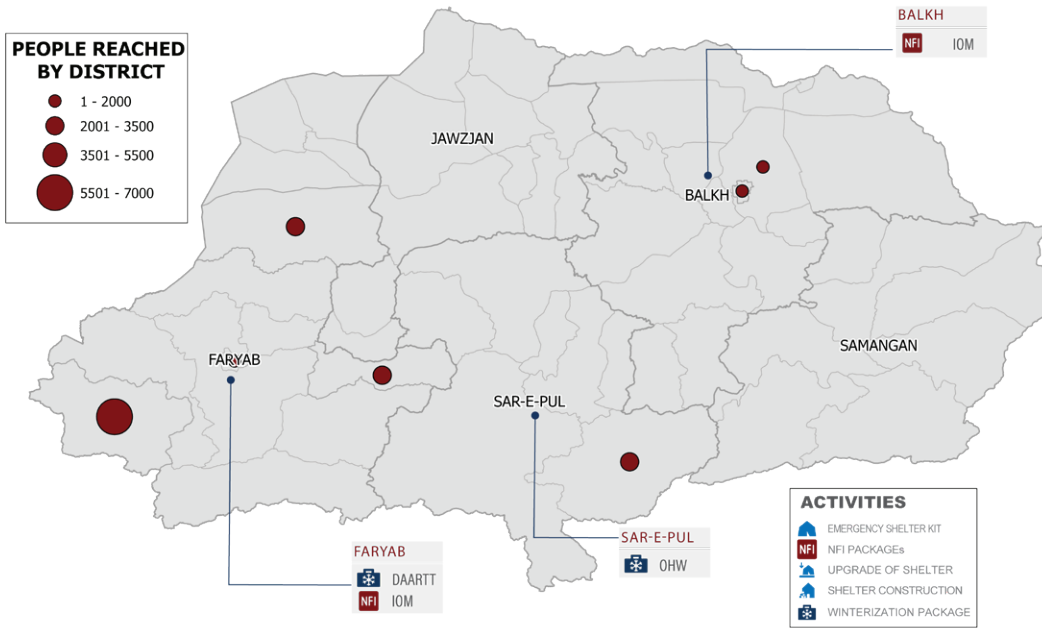 BALKH
NFI IOM
PEOPLE REACHED
BY DISTRICT
1 - 2000
2001 - 3500
3501 - 5500
5501 - 7000
JAWZJAN
BALKH
SAMANGAN
FARYAB
SAR-E-PUL
FARYAB
DAARTT
NFI IOM
SAR-E-PUL
OHW
ACTIVITIES
EMERGENCY SHELTER KIT
NFI NFI PACKAGEs
UPGRADE OF SHELTER
SHELTER CONSTRUCTION
WINTERIZATION PACKAGE